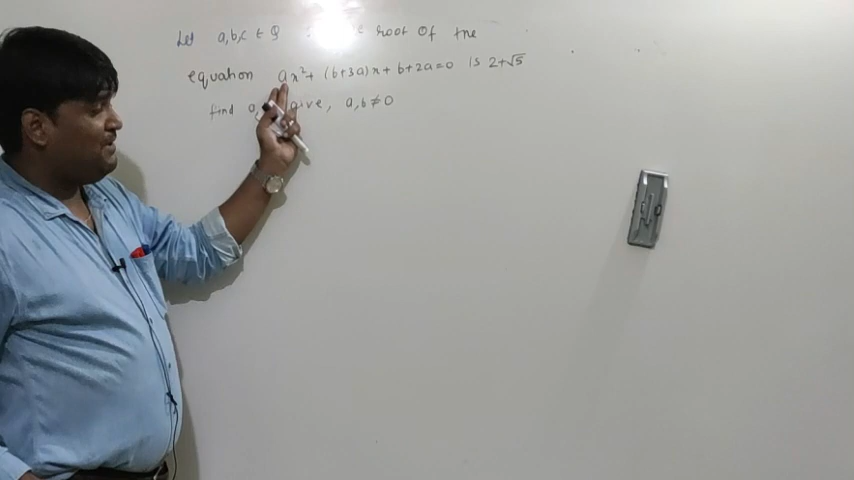 Let a,b,c ∈ Q root of the
equation ax² + (b+3a)x + b+2a=0 is 2+√5
find a, give, a,b ≠ 0